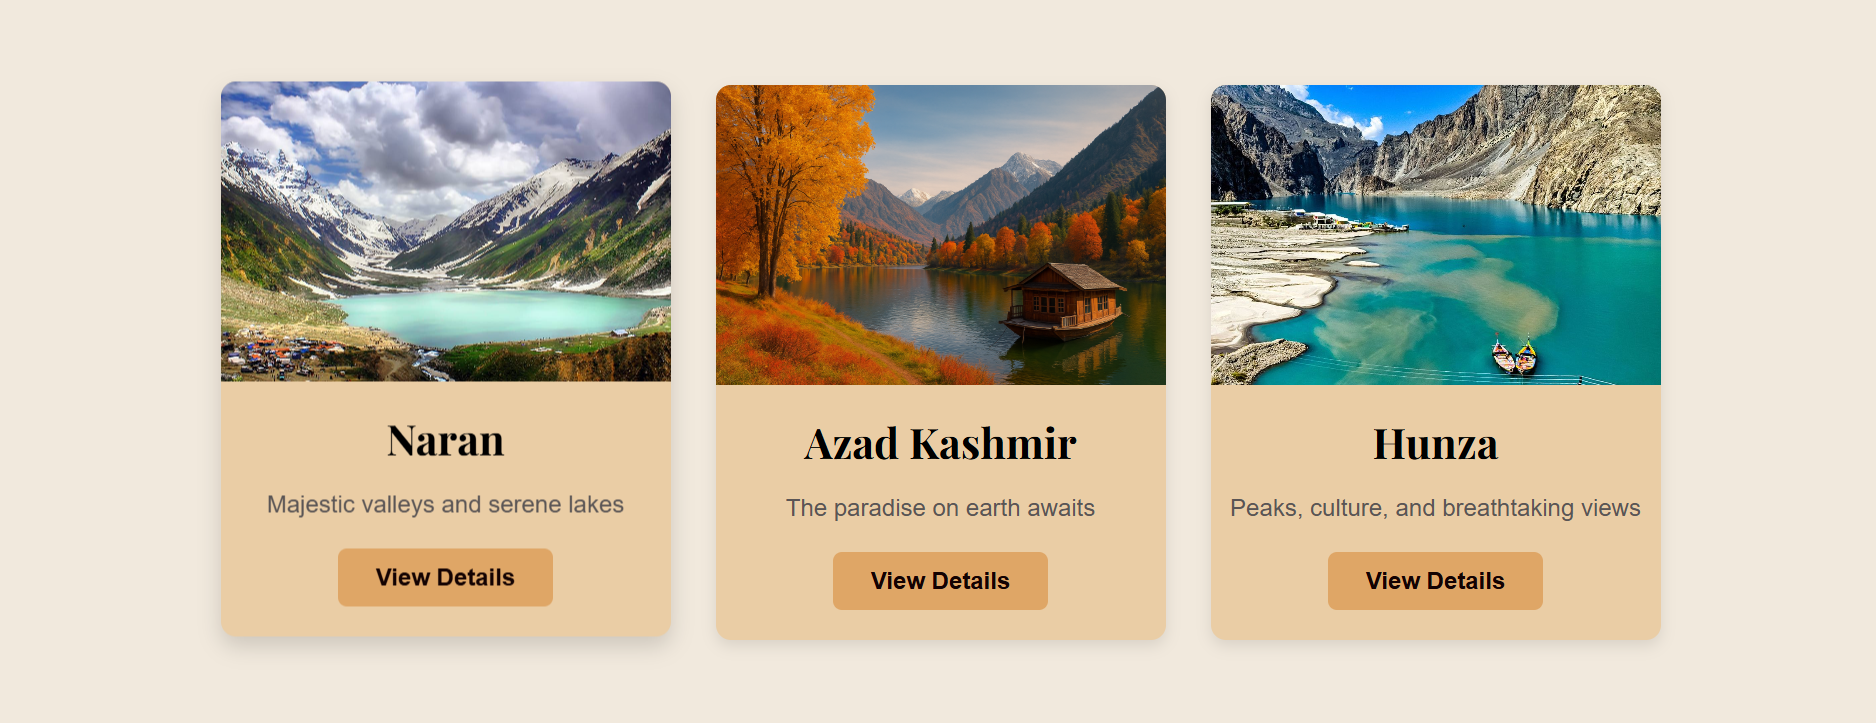 Naran
Majestic valleys and serene lakes
View Details
Azad Kashmir
The paradise on earth awaits
View Details
Hunza
Peaks, culture, and breathtaking views
View Details